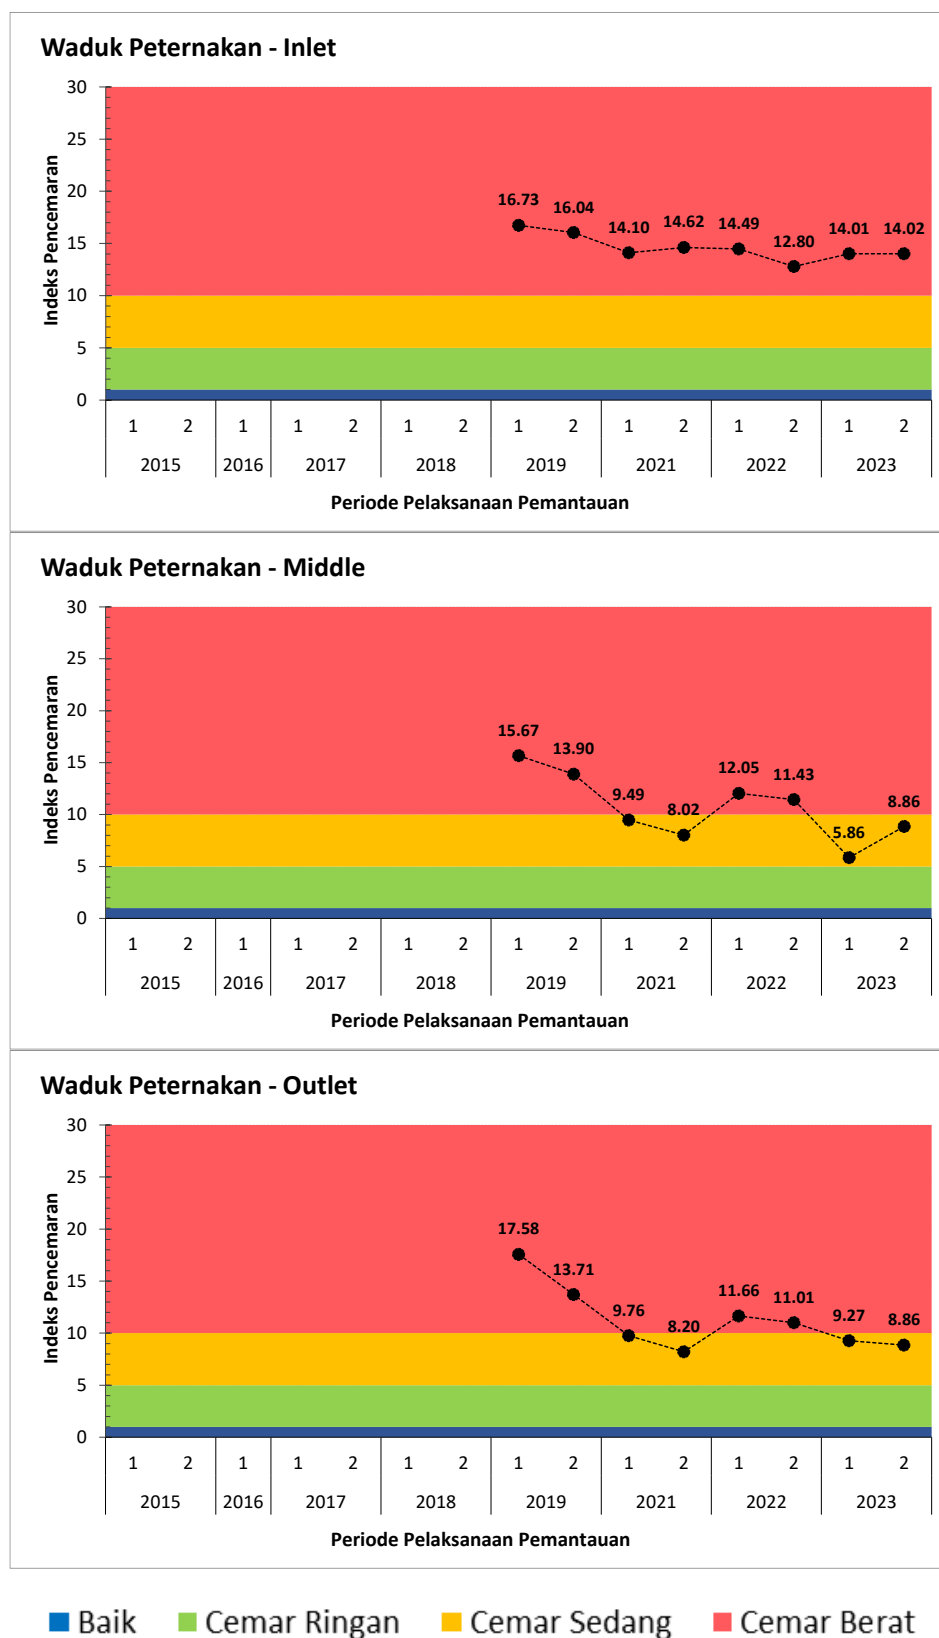 Waduk Peternakan - Inlet
30
25
20
15
10
5
0
Indeks Pencemaran
16.73 16.04 14.10 14.62 14.49 12.80 14.01 14.02
1 2 1 1 2 1 2 1 2 1 2 1 2 1 2
2015 2016 2017 2018 2019 2021 2022 2023
Periode Pelaksanaan Pemantauan
Waduk Peternakan - Middle
30
25
20
15
10
5
0
Indeks Pencemaran
15.67 13.90 9.49 8.02 12.05 11.43 5.86 8.86
1 2 1 1 2 1 2 1 2 1 2 1 2 1 2
2015 2016 2017 2018 2019 2021 2022 2023
Periode Pelaksanaan Pemantauan
Waduk Peternakan - Outlet
30
25
20
15
10
5
0
Indeks Pencemaran
17.58 13.71 9.76 8.20 11.66 11.01 9.27 8.86
1 2 1 1 2 1 2 1 2 1 2 1 2 1 2
2015 2016 2017 2018 2019 2021 2022 2023
Periode Pelaksanaan Pemantauan
Baik Cemar Ringan Cemar Sedang Cemar Berat